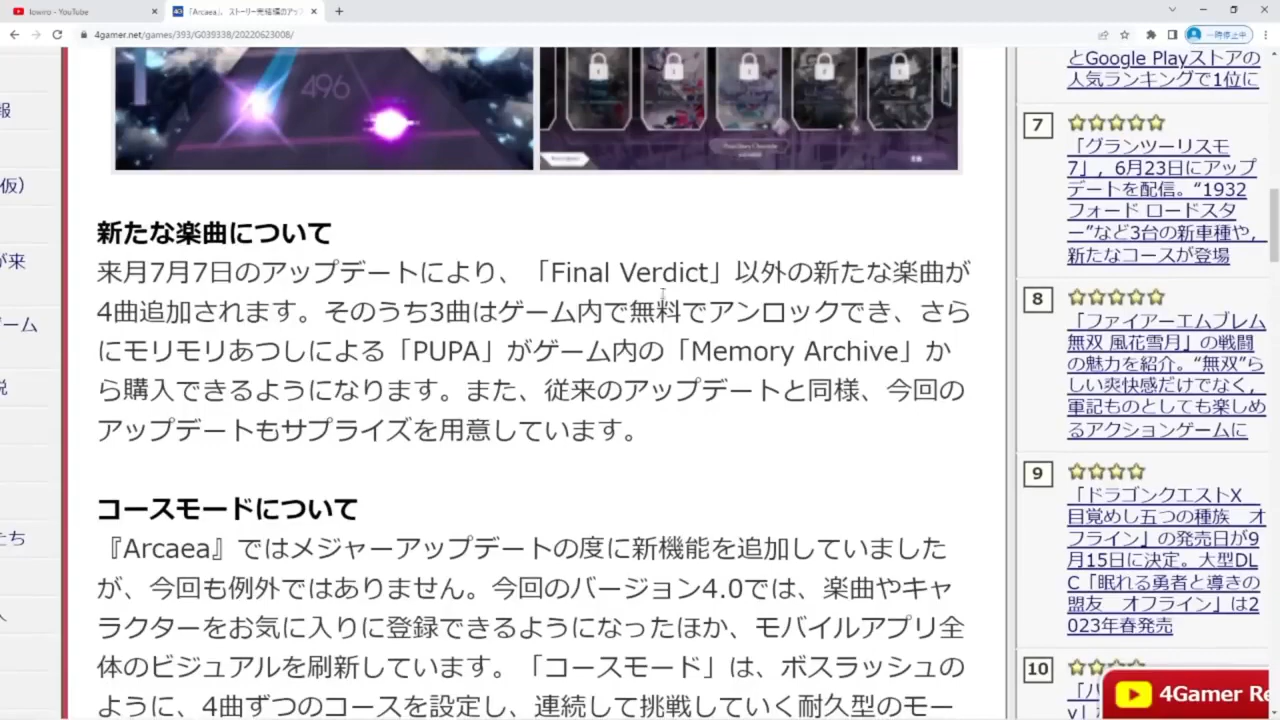 lowiro - YouTube
「Arcaea」，ストーリー完結編のアップ
4gamer.net/games/393/G039338/20220623008/
一時停止中
報
仮）
が来
ーム
説
たち
人
496
新たな楽曲について
来月7月7日のアップデートにより、「Final Verdict」以外の新たな楽曲が
4曲追加されます。そのうち3曲はゲーム内で無料でアンロックでき、さら
にモリモリあつしによる「PUPA」がゲーム内の「Memory Archive」か
ら購入できるようになります。また、従来のアップデートと同様、今回の
アップデートもサプライズを用意しています。
コースモードについて
『Arcaea』ではメジャーアップデートの度に新機能を追加していました
が、今回も例外ではありません。今回のバージョン4.0では、楽曲やキャ
ラクターをお気に入りに登録できるようになったほか、モバイルアプリ全
体のビジュアルを刷新しています。「コースモード」は、ボスラッシュの
ように、4曲ずつのコースを設定し、連続して挑戦していく耐久型のモー
とGoogle Playストアの
人気ランキングで1位に
7
「グランツーリスモ
7」，6月23日にアップ
デートを配信。“1932
フォード ロードスタ
ー”など3台の新車種や，
新たなコースが登場
8
「ファイアーエムブレム
無双 風花雪月」の戦闘
の魅力を紹介。“無双”ら
しい爽快感だけでなく，
軍記ものとしても楽しめ
るアクションゲームに
9
「ドラゴンクエストX
目覚めし五つの種族　オ
フライン」の発売日が9
月15日に決定。大型DL
C「眠れる勇者と導きの
盟友　オフライン」は2
023年春発売
10
4Gamer Re